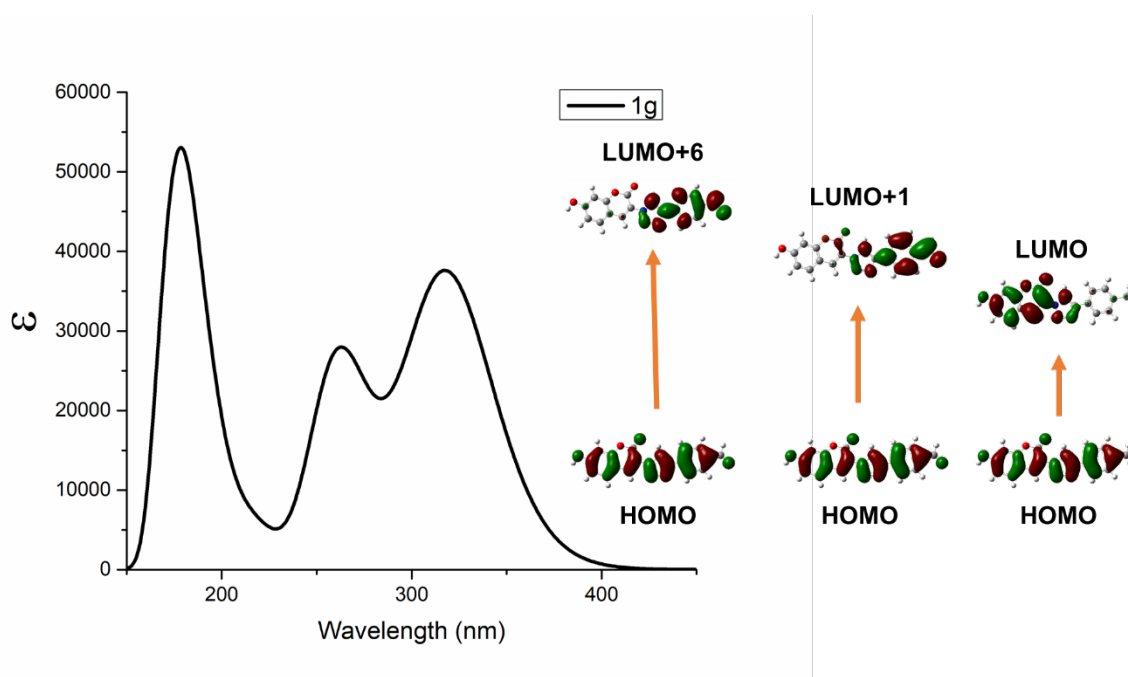 60000
50000
40000
30000
20000
10000
0
ε
200
300
400
Wavelength (nm)
1g
LUMO+6
LUMO+1
LUMO
HOMO
HOMO
HOMO